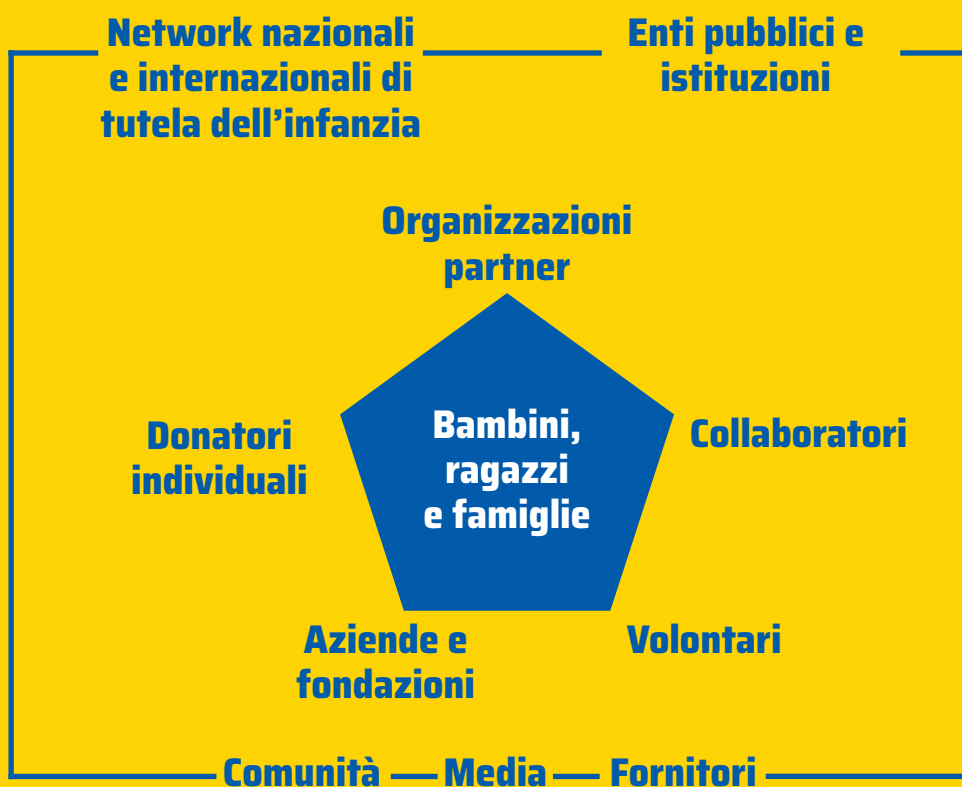 Network nazionali
e internazionali di
tutela dell’infanzia
Enti pubblici e
istituzioni
Organizzazioni
partner
Donatori
individuali
Bambini,
ragazzi
e famiglie
Collaboratori
Aziende e
fondazioni
Volontari
Comunità
Media
Fornitori